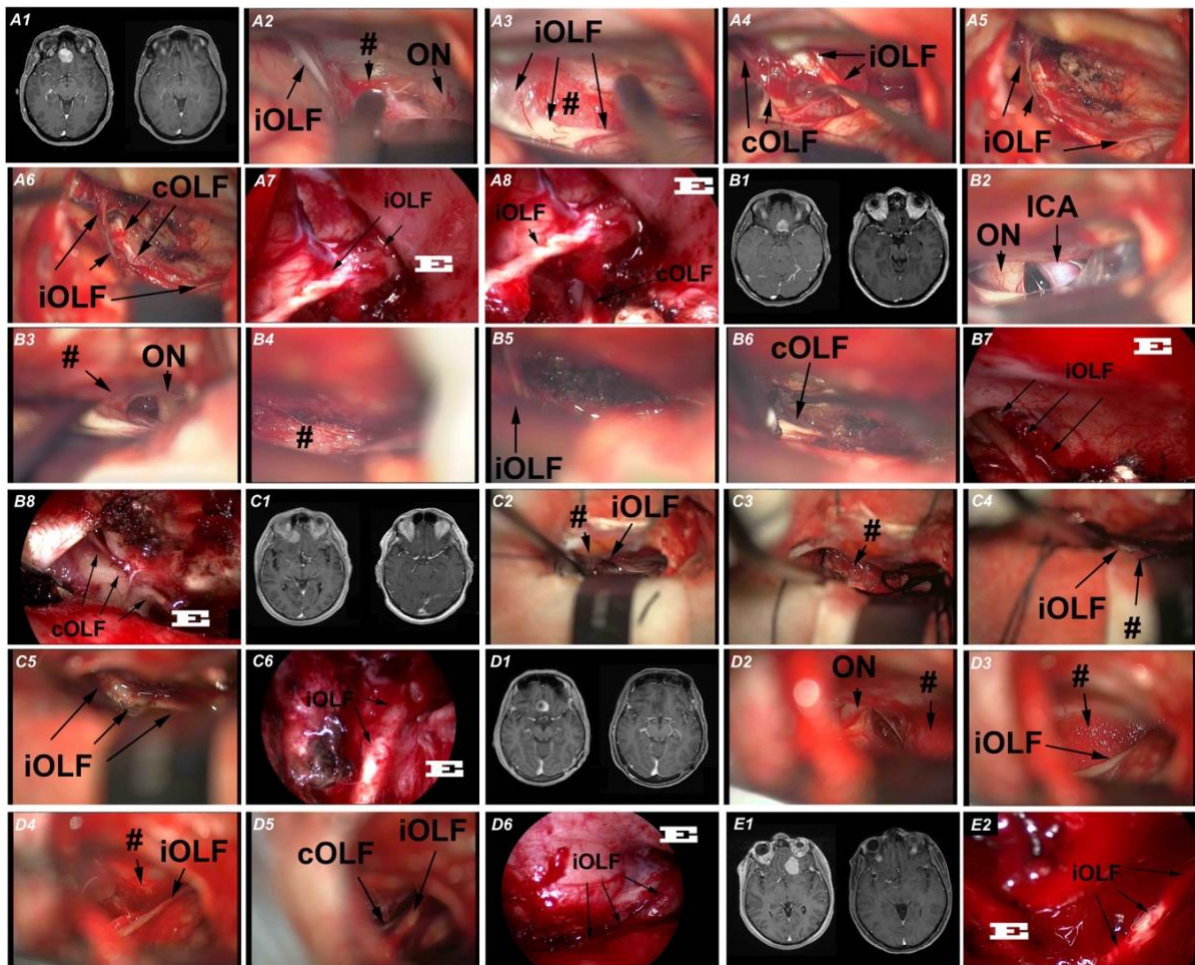 A1
A2
#
ON
iOLF
A3
iOLF
#
A4
iOLF
cOLF
A5
iOLF
A6
cOLF
iOLF
A7
iOLF
E
A8
E
iOLF
cOLF
B1
B2
ICA
ON
B3
#
ON
B4
#
B5
iOLF
B6
cOLF
B7
E
iOLF
B8
cOLF
E
C1
C2
#
iOLF
C3
#
C4
iOLF
#
C5
iOLF
C6
iOLF
E
D1
D2
ON
#
D3
#
iOLF
D4
#
iOLF
D5
iOLF
cOLF
D6
E
iOLF
E1
E2
iOLF
E